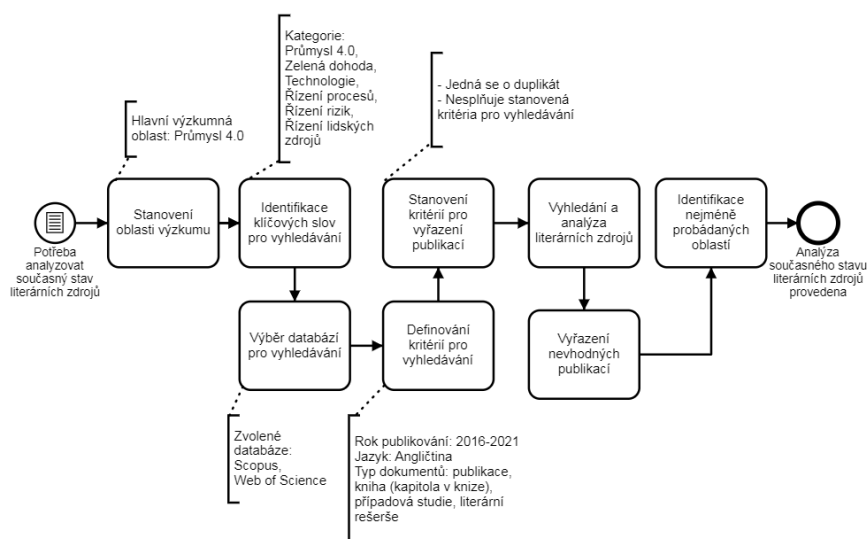 Potřeba
analyzovat
současný stav
literárních zdrojů
Hlavní výzkumná
oblast: Průmysl 4.0
Stanovení
oblasti výzkumu
Kategorie:
Průmysl 4.0,
Zelená dohoda,
Technologie,
Řízení procesů,
Řízení rizik,
Řízení lidských
zdrojů
Identifikace
klíčových slov
pro vyhledávání
Výběr databází
pro vyhledávání
Zvolené
databáze:
Scopus,
Web of Science
Definování
kritérií pro
vyhledávání
Rok publikování: 2016-2021
Jazyk: Angličtina
Typ dokumentů: publikace,
kniha (kapitola v knize),
případová studie, literární
rešerše
- Jedná se o duplikát
- Nesplňuje stanovená
kritéria pro vyhledávání
Stanovení
kritérií pro
vyřazení
publikací
Vyhledání a
analýza
literárních zdrojů
Vyřazení
nevhodných
publikací
Identifikace
nejméně
probádaných
oblastí
Analýza
současného stavu
literárních zdrojů
provedena